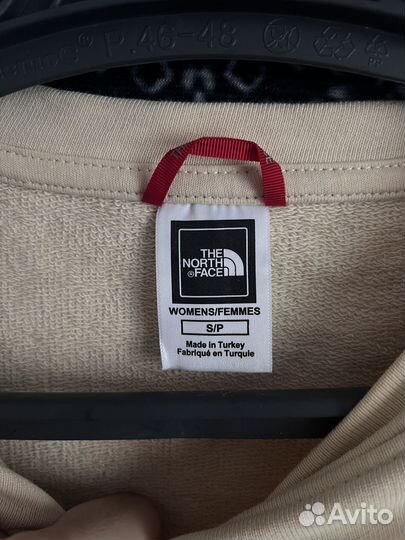 P.46-48
THE
NORTH
FACE®
WOMENS/FEMMES
S/P
Made in Turkey
Fabriqué en Turquie
Avito